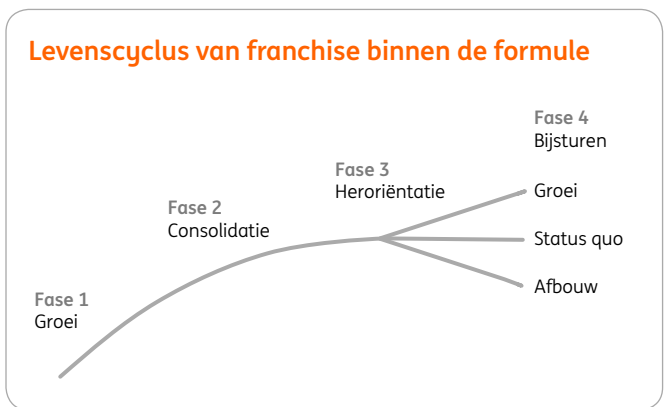 Levenscyclus van franchise binnen de formule
Fase 1
Groei
Fase 2
Consolidatie
Fase 3
Heroriëntatie
Fase 4
Bijsturen
Groei
Status quo
Afbouw